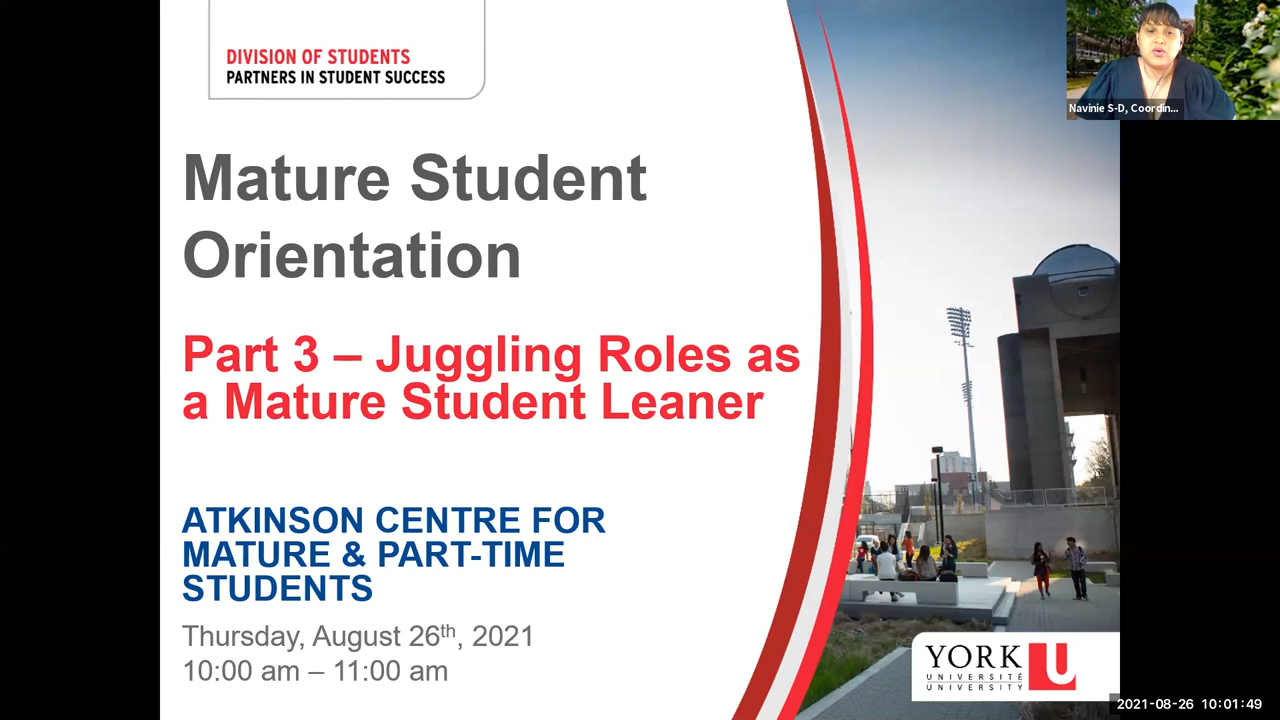 DIVISION OF STUDENTS
PARTNERS IN STUDENT SUCCESS
Navinie S-D, Coordin...
Mature Student
Orientation
Part 3 – Juggling Roles as
a Mature Student Leaner
ATKINSON CENTRE FOR
MATURE & PART-TIME
STUDENTS
Thursday, August 26th, 2021
10:00 am – 11:00 am
YORK U
UNIVERSITÉ
UNIVERSITY
2021-08-26 10:01:49